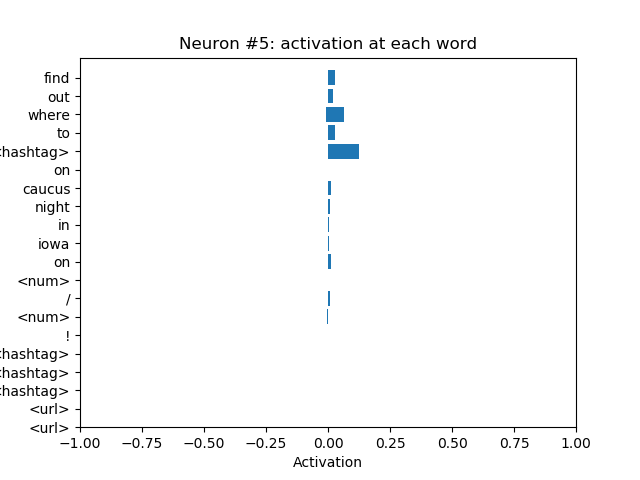 Neuron #5: activation at each word
find
out
where
to
hashtag>
on
caucus
night
in
iowa
on
<num>
/
<num>
!
hashtag>
hashtag>
hashtag>
<url>
<url>
−1.00 −0.75 −0.50 −0.25 0.00 0.25 0.50 0.75 1.00
Activation